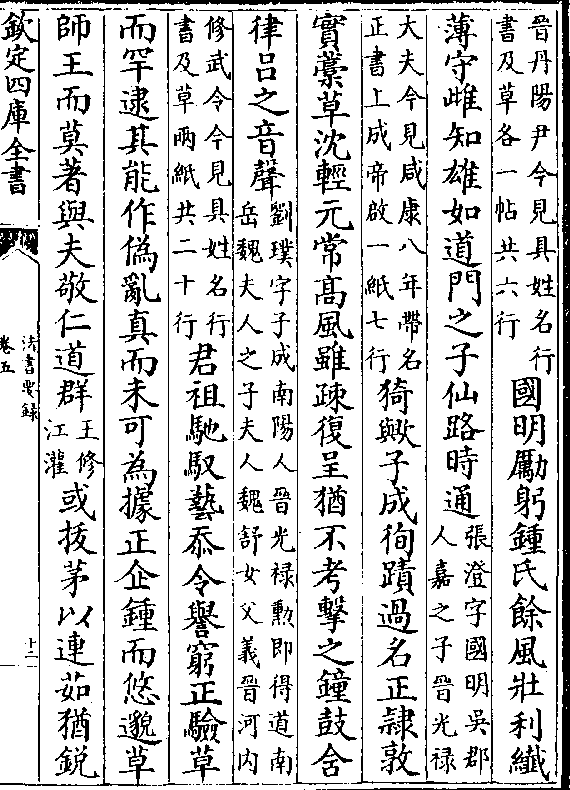 晉丹陽尹今見具姓名行
書及草各一帖共六行
國明勵躬鍾氏餘風壯利纎
薄守雌知雄如道門之子仙路時通
張澄字國明吳郡
人嘉之子晉光禄
大夫今見咸康八年帶名
正書上成帝啟一紙七行
猗歟子成徇蹟過名正隷敦
實藁草沈輕元常髙風雖疎復呈猶不考擊之鐘鼓舍
律吕之音聲
劉璞字子成南陽人晉光禄勲即得道南
岳魏夫人之子夫人魏舒女父義晉河内
修武令今見具姓名行
書及草兩紙共二十行
君祖馳馭藝忝令譽窮正驗草
而罕逮其能作偽亂真而未可為據正企鍾而悠邈草
師王而莫著與夫敬仁道群
王修
江灌
或拔茅以連茹猶鋭
欽定四庫全書
法書要録
卷五
十二